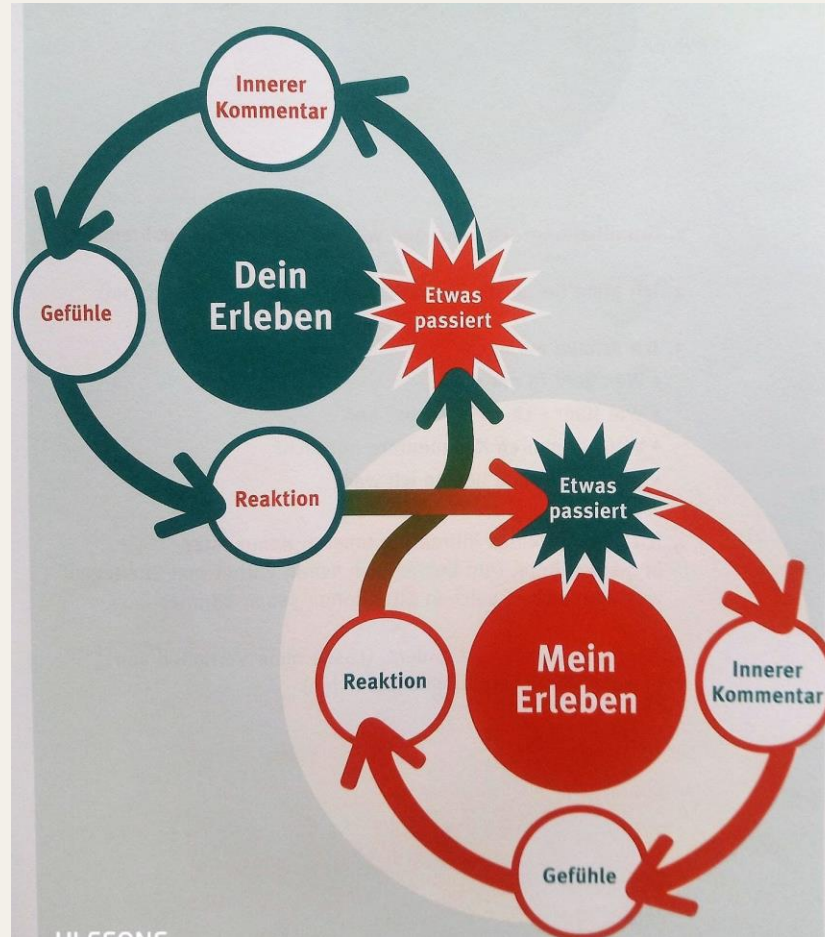 Innerer
Kommentar
Dein
Erleben
Etwas
passiert
Gefühle
Reaktion
Etwas
passiert
Mein
Erleben
Reaktion
Innerer
Kommentar
Gefühle